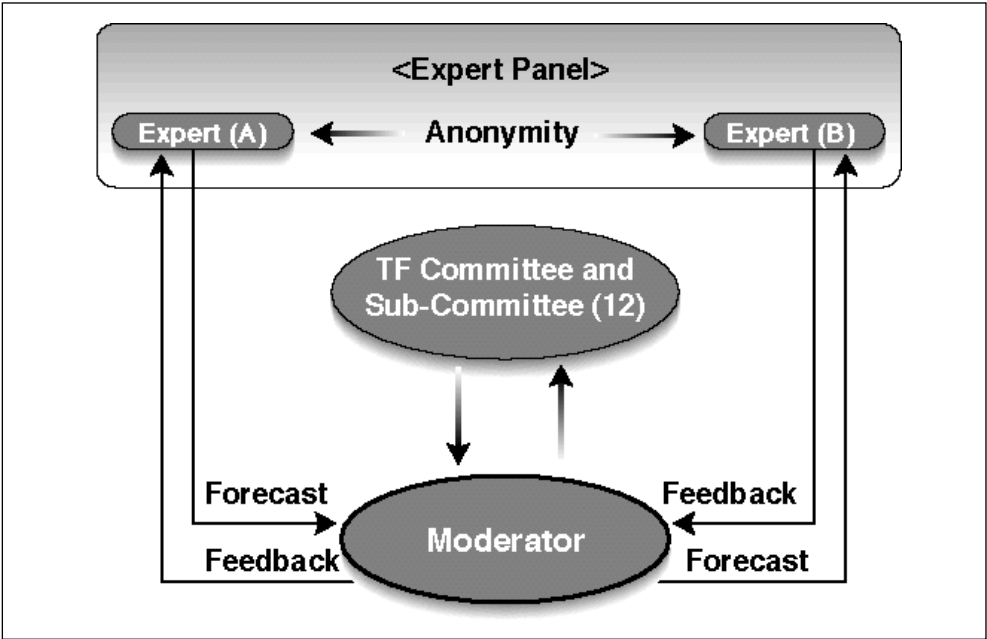 <Expert Panel>
Expert (A)
Anonymity
Expert (B)
TF Committee and
Sub-Committee (12)
Forecast
Feedback
Moderator
Feedback
Forecast